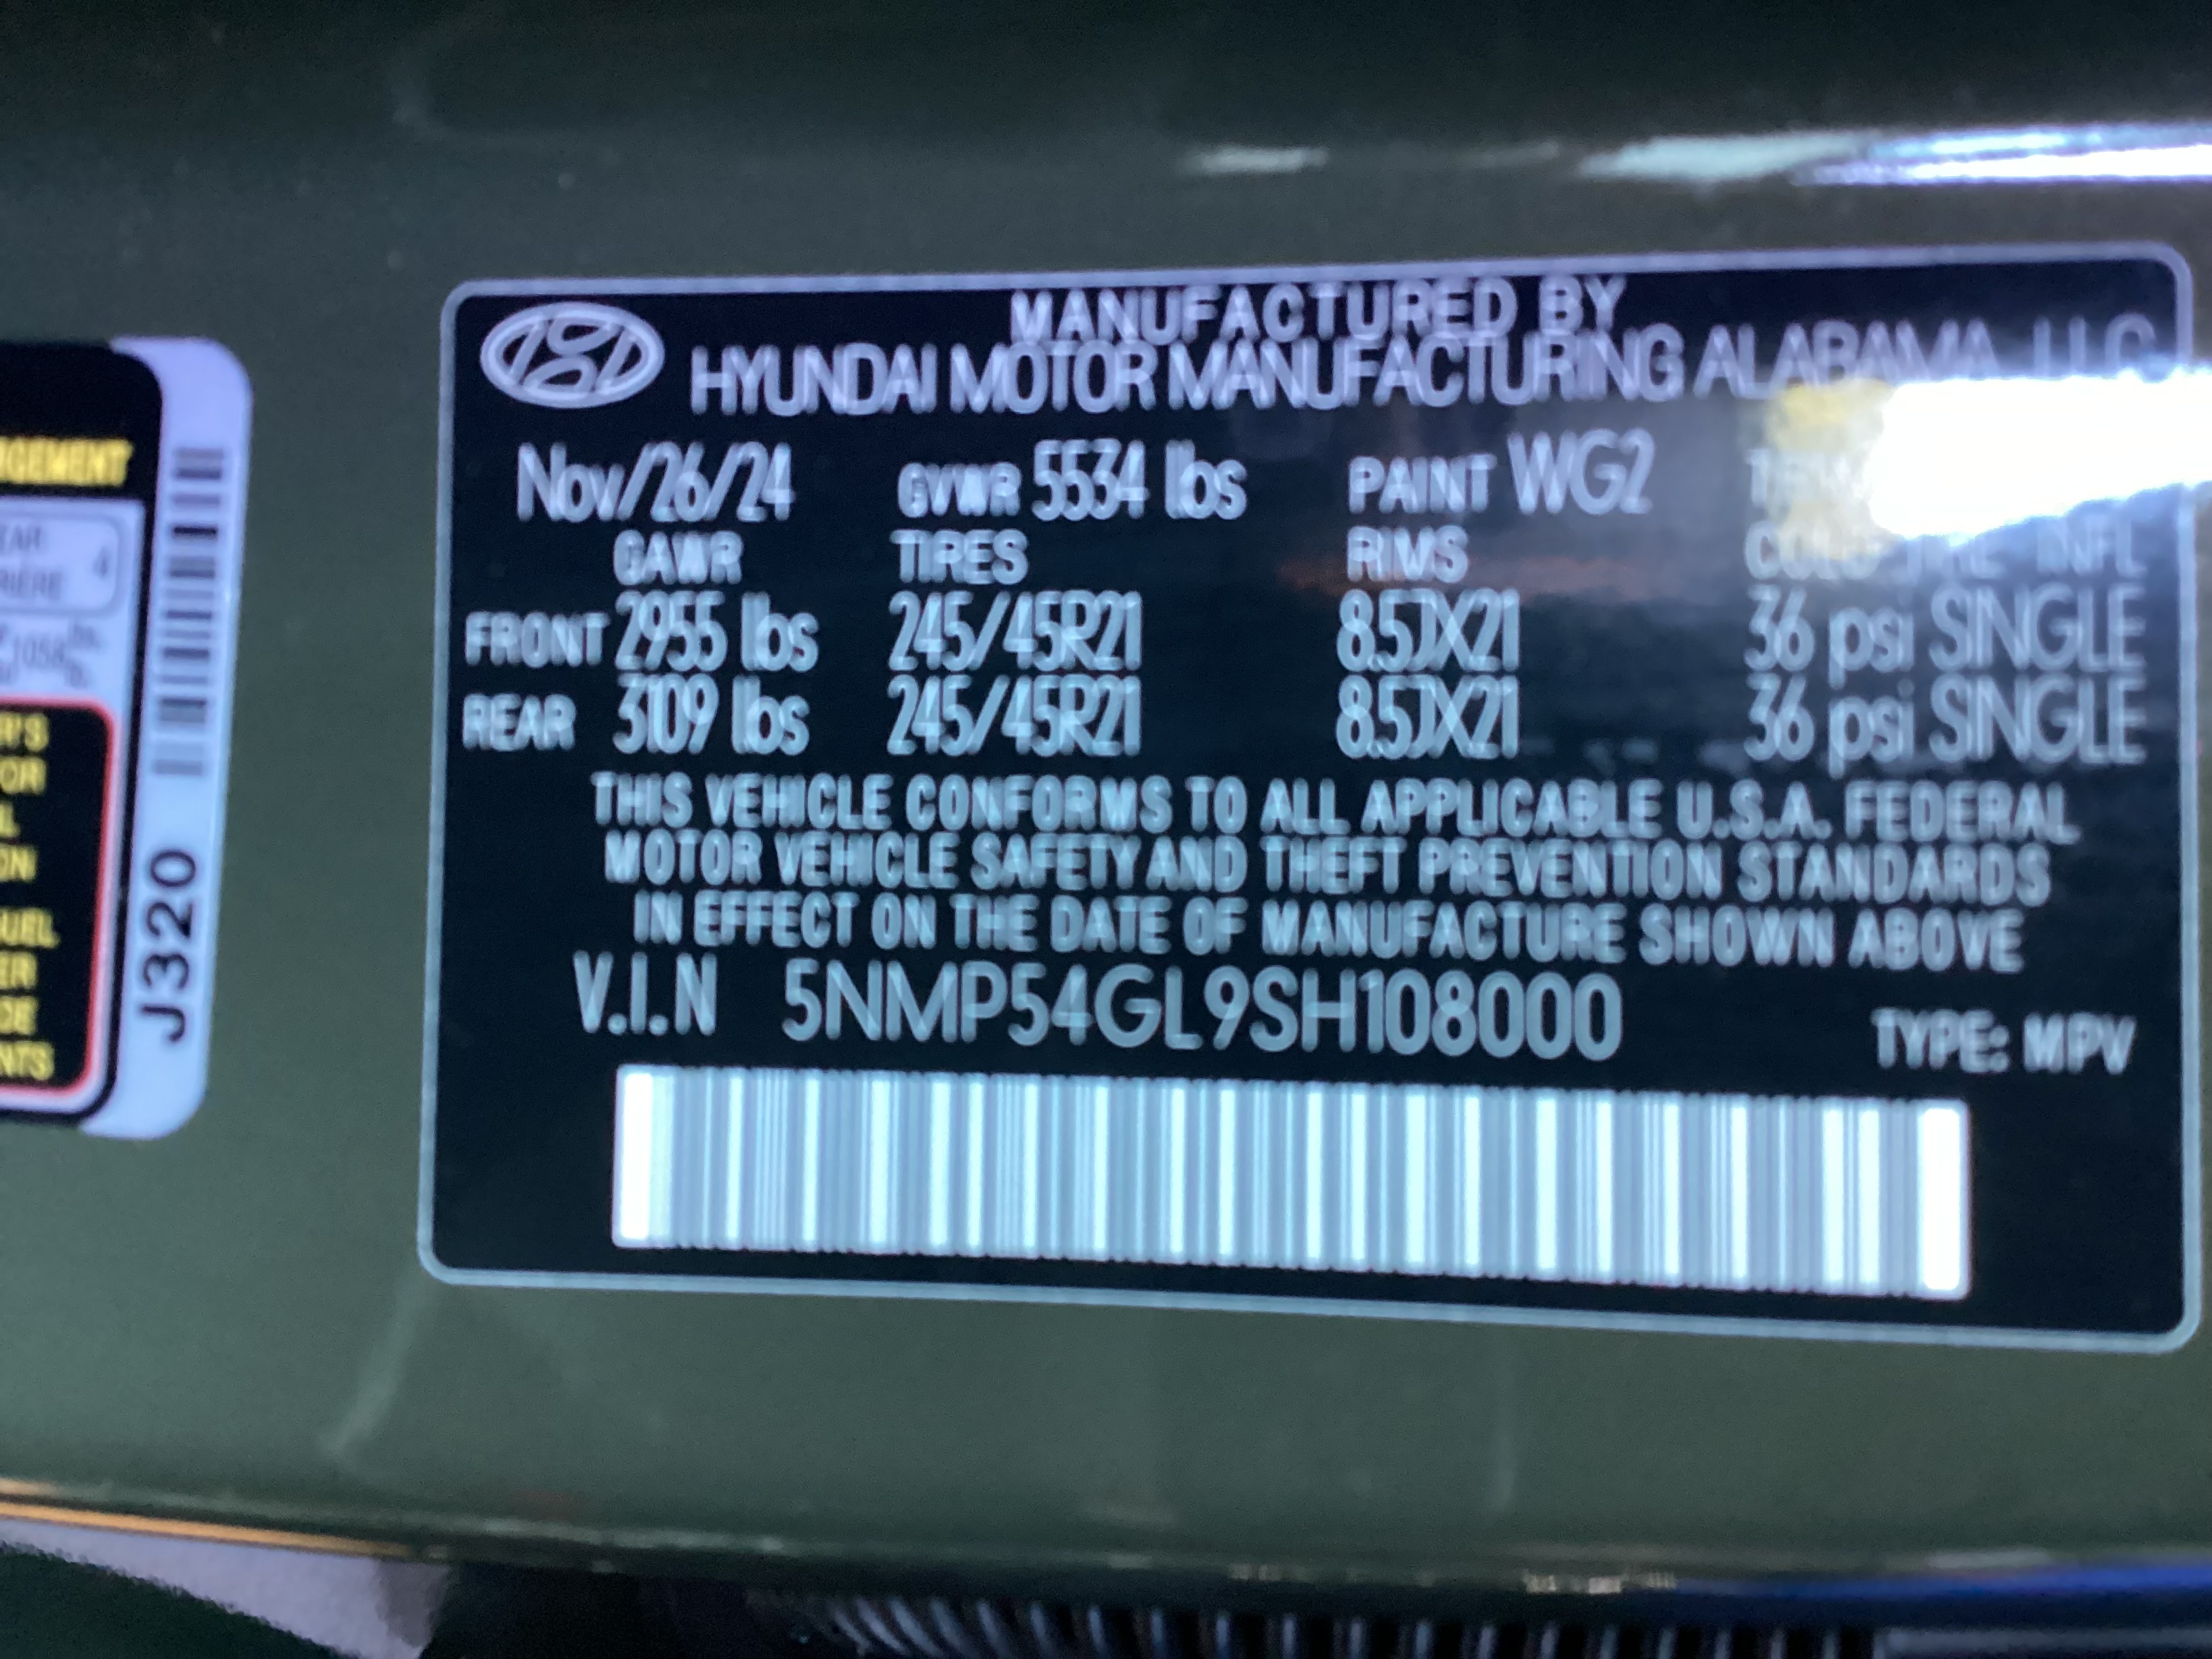 MANUFACTURED BY
HYUNDAI MOTOR MANUFACTURING ALABAMA, LLC
Nov/26/24 GVWR 5534 lbs PAINT WG2
GAWR TIRES RIMS COLD INFL
FRONT 2955 lbs 245/45R21 8.5JX21 36 psi SINGLE
REAR 3109 lbs 245/45R21 8.5JX21 36 psi SINGLE
THIS VEHICLE CONFORMS TO ALL APPLICABLE U.S.A. FEDERAL
MOTOR VEHICLE SAFETY AND THEFT PREVENTION STANDARDS
IN EFFECT ON THE DATE OF MANUFACTURE SHOWN ABOVE
V.I.N 5NMP54GL9SH108000
TYPE: MPV
J320